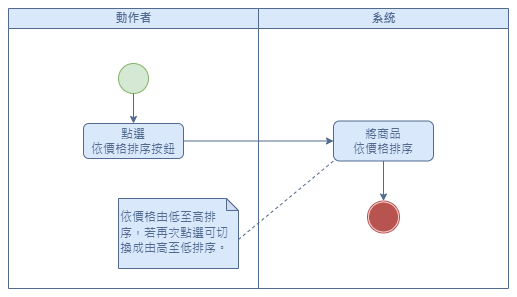 動作者
系統
點選
依價格排序按鈕
將商品
依價格排序
依價格由低至高排
序，若再次點選可切
換成由高至低排序。